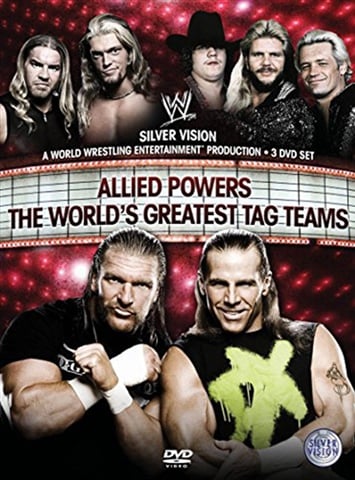 W
SILVER VISION
A WORLD WRESTLING ENTERTAINMENT PRODUCTION • 3 DVD SET
ALLIED POWERS
THE WORLD'S GREATEST TAG TEAMS
DVD
VIDEO
SILVER
VISION